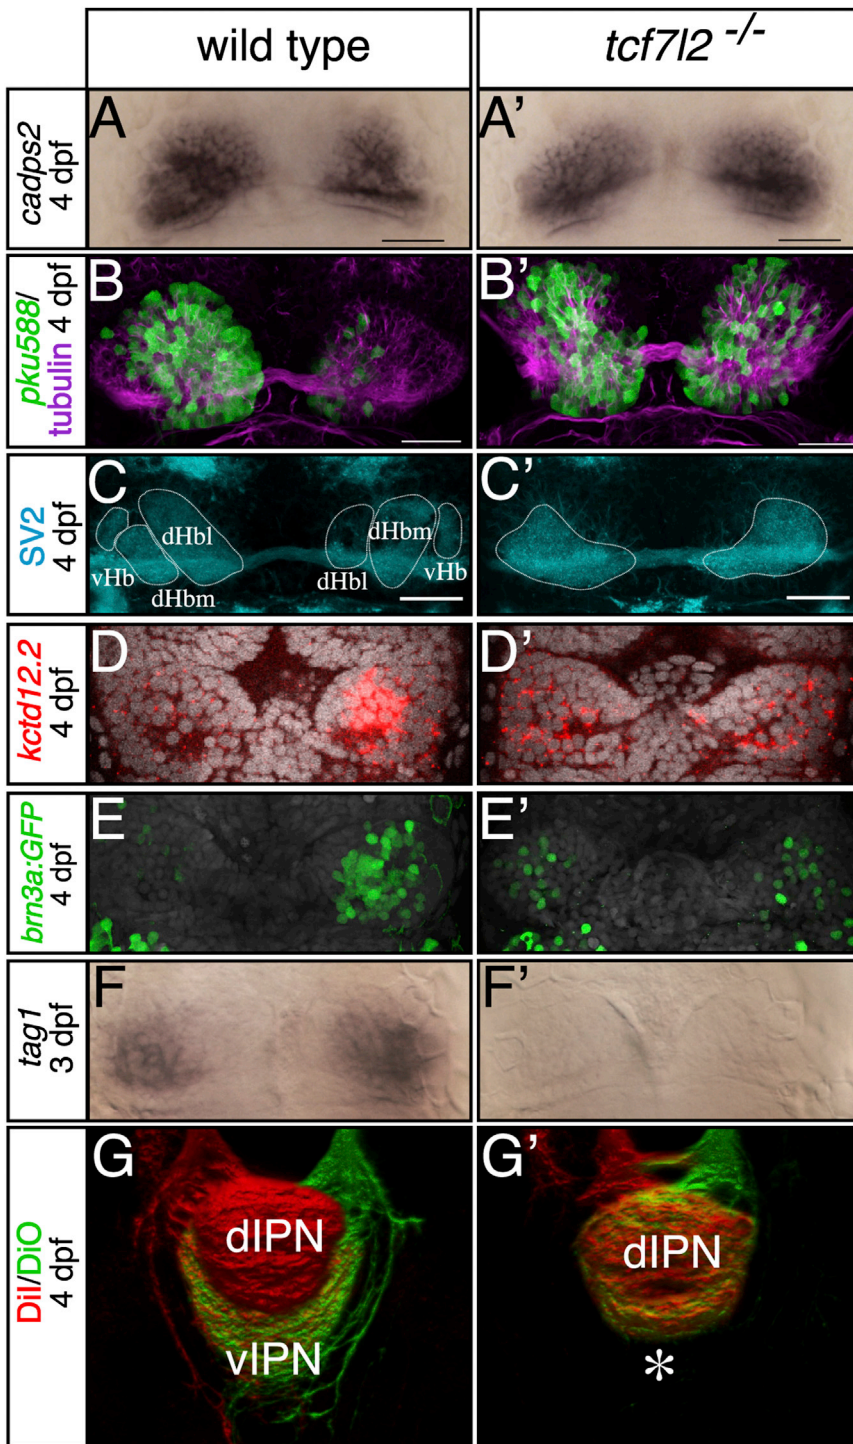 wild type
tcf7l2 -/-
cadps2
4 dpf
A
A'
pku588/
tubulin 4 dpf
B
B'
SV2
4 dpf
C
dHbl
dHbm
vHb
dHbm
dHbl
vHb
C'
kctd12.2
4 dpf
D
D'
brn3a:GFP
4 dpf
E
E'
tag1
3 dpf
F
F'
DiI/DiO
4 dpf
G
dIPN
vIPN
G'
dIPN
*